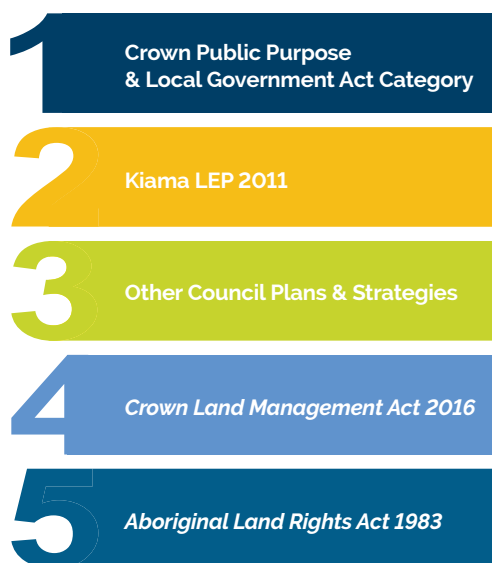 1
Crown Public Purpose
& Local Government Act Category
2
Kiama LEP 2011
3
Other Council Plans & Strategies
4
Crown Land Management Act 2016
5
Aboriginal Land Rights Act 1983